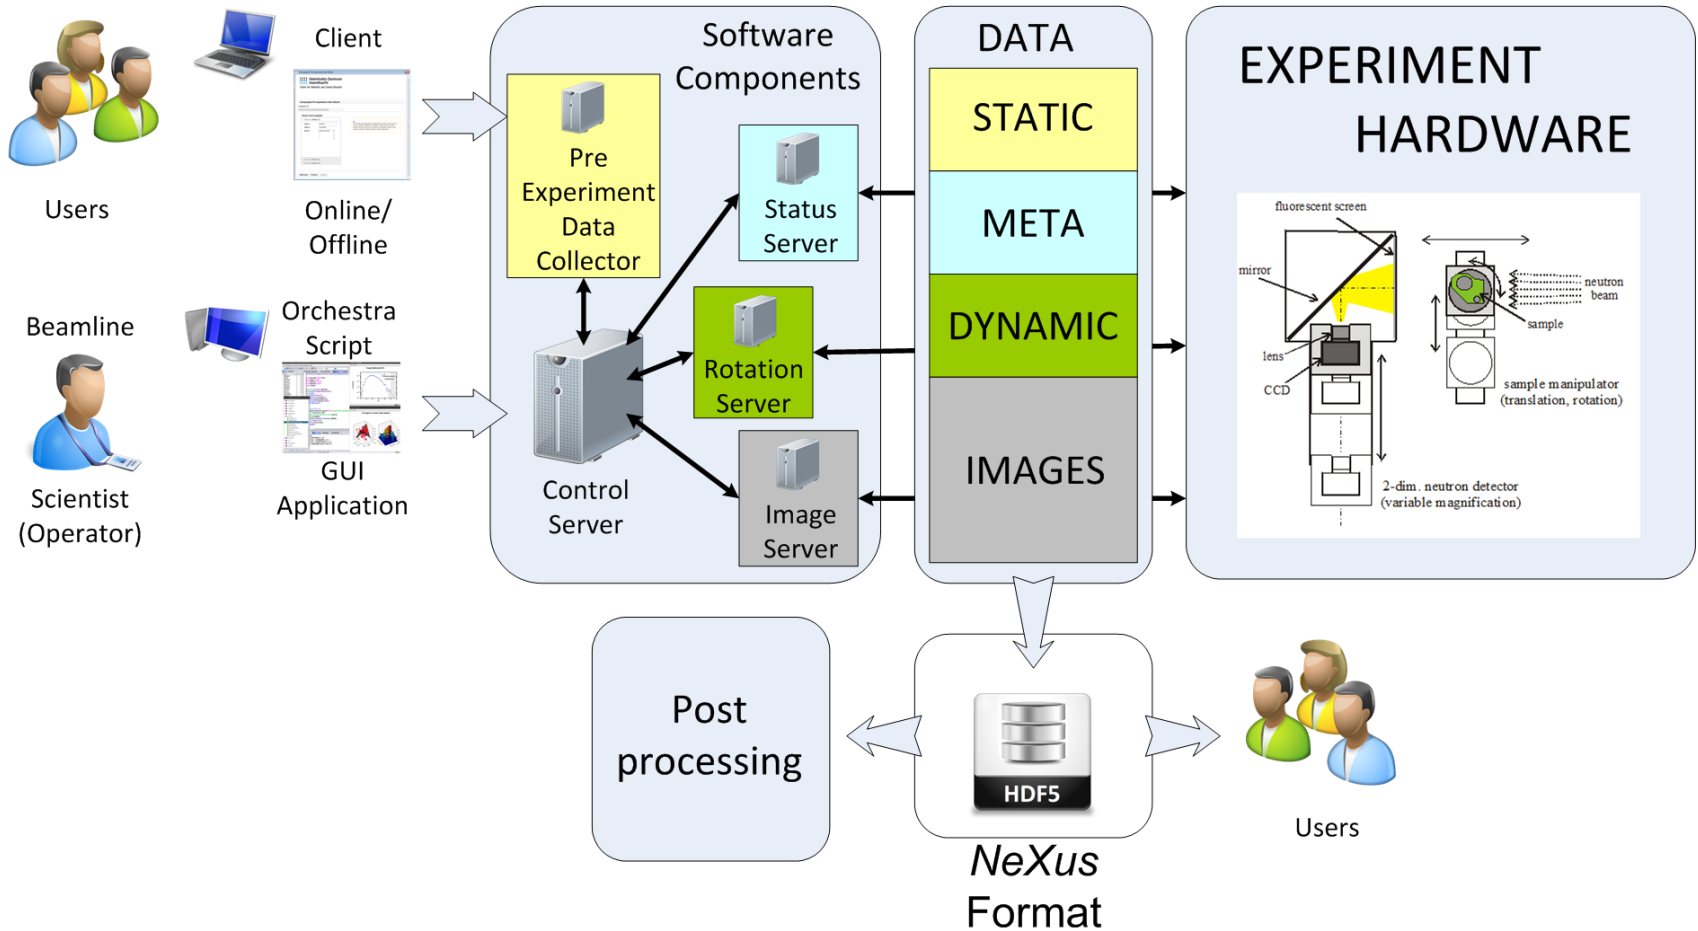 Client
Users
Online/
Offline
Beamline
Scientist
(Operator)
Orchestra
Script
GUI
Application
Software
Components
Pre
Experiment
Data
Collector
Status
Server
Rotation
Server
Control
Server
Image
Server
DATA
STATIC
META
DYNAMIC
IMAGES
EXPERIMENT
HARDWARE
fluorescent screen
mirror
neutron
beam
sample
lens
CCD
sample manipulator
(translation, rotation)
2-dim. neutron detector
(variable magnification)
Post
processing
HDF5
NeXus
Format
Users